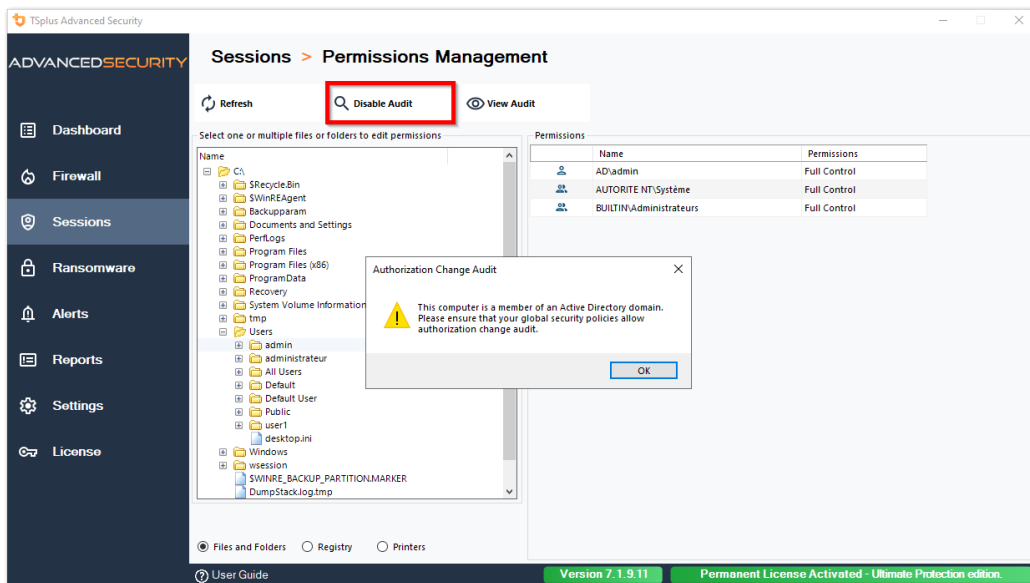 TSplus Advanced Security
ADVANCEDSECURITY
Sessions > Permissions Management
Refresh
Disable Audit
View Audit
Dashboard
Firewall
Sessions
Ransomware
Alerts
Reports
Settings
License
Select one or multiple files or folders to edit permissions
Name
C:\
$Recycle.Bin
$WinREAgent
Backupparam
Documents and Settings
PerfLogs
Program Files
Program Files (x86)
ProgramData
Recovery
System Volume Information
tmp
Users
admin
administrateur
All Users
Default
Default User
Public
user1
desktop.ini
Windows
wsession
$WINRE_BACKUP_PARTITION.MARKER
DumpStack.log.tmp
Files and Folders
Registry
Printers
Permissions
Name Permissions
AD\admin Full Control
AUTORITE NT\Système Full Control
BUILTIN\Administrateurs Full Control
Authorization Change Audit
This computer is a member of an Active Directory domain.
Please ensure that your global security policies allow
authorization change audit.
OK
User Guide
Version 7.1.9.11
Permanent License Activated - Ultimate Protection edition.